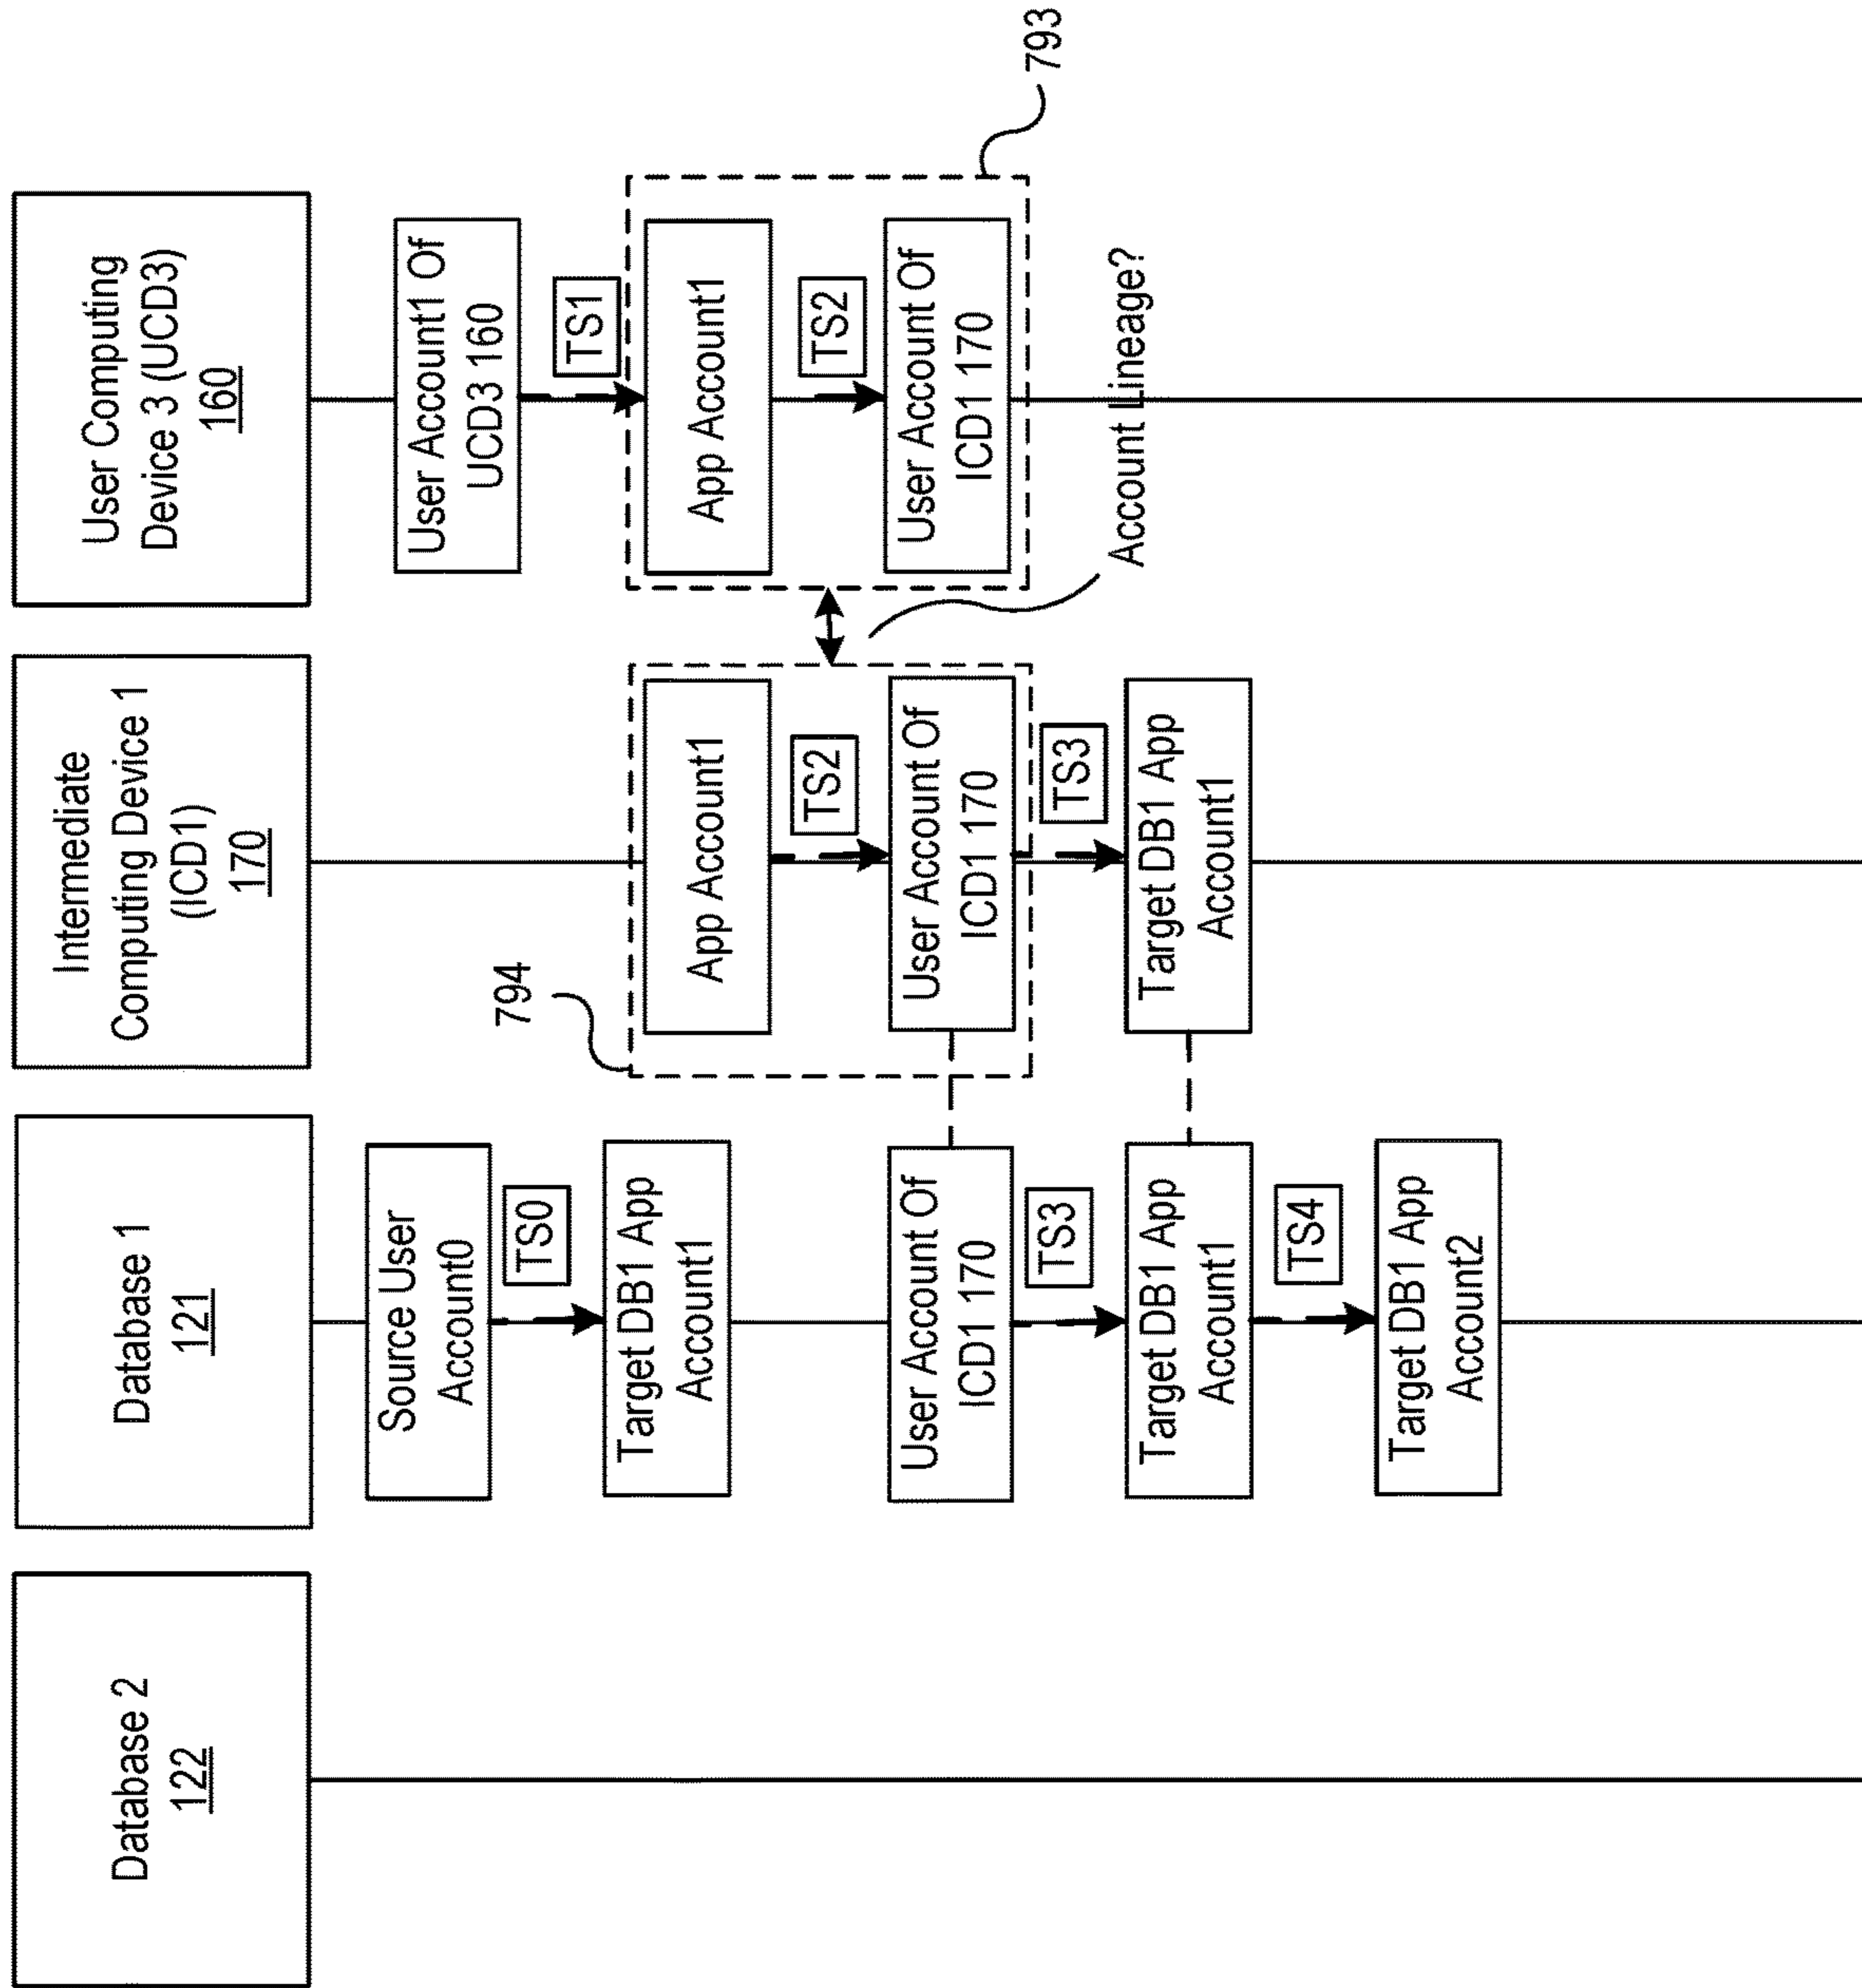 Database 2
122
Database 1
121
Intermediate
Computing Device 1
(ICD1)
170
User Computing
Device 3 (UCD3)
160
Source User
Account0
TS0
Target DB1 App
Account1
User Account Of
ICD1 170
TS3
Target DB1 App
Account1
TS4
Target DB1 App
Account2
794
App Account1
TS2
User Account Of
ICD1 170
TS3
Target DB1 App
Account1
User Account1 Of
UCD3 160
TS1
App Account1
TS2
User Account Of
ICD1 170
793
Account Lineage?